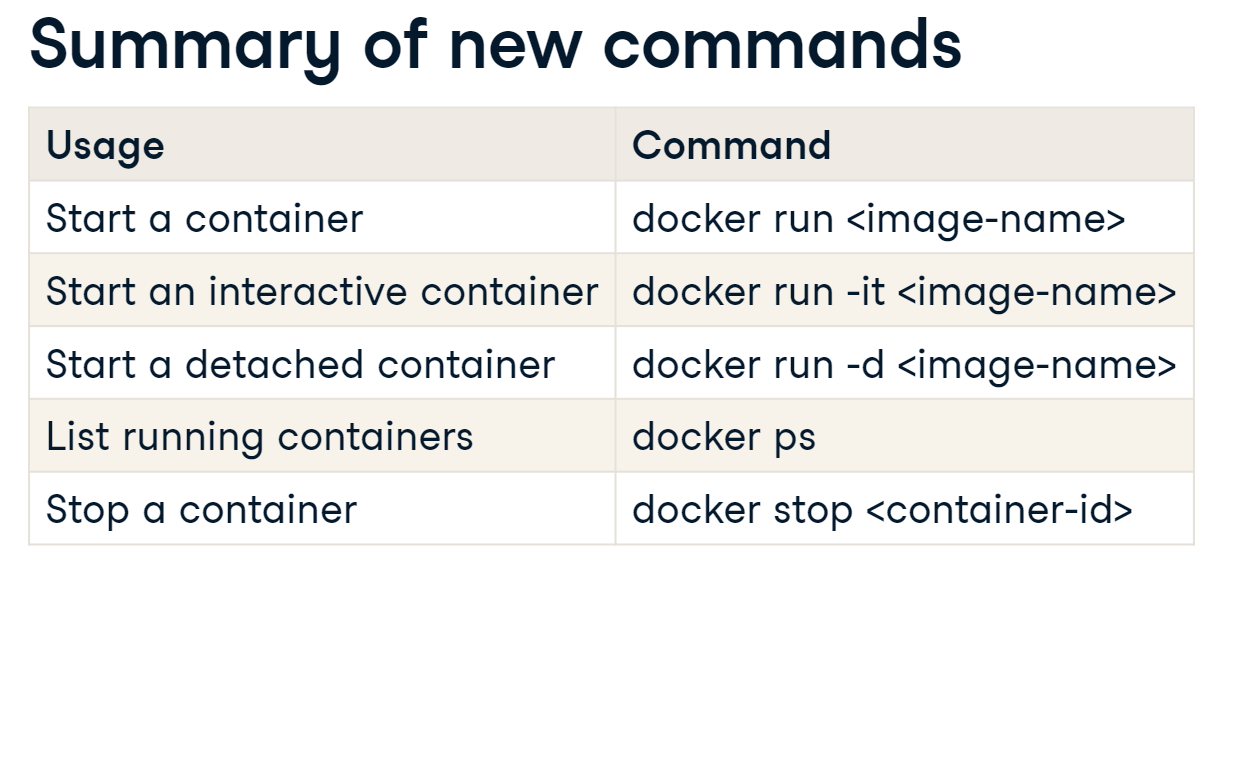 Summary of new commands
Usage Command
Start a container docker run <image-name>
Start an interactive container docker run -it <image-name>
Start a detached container docker run -d <image-name>
List running containers docker ps
Stop a container docker stop <container-id>